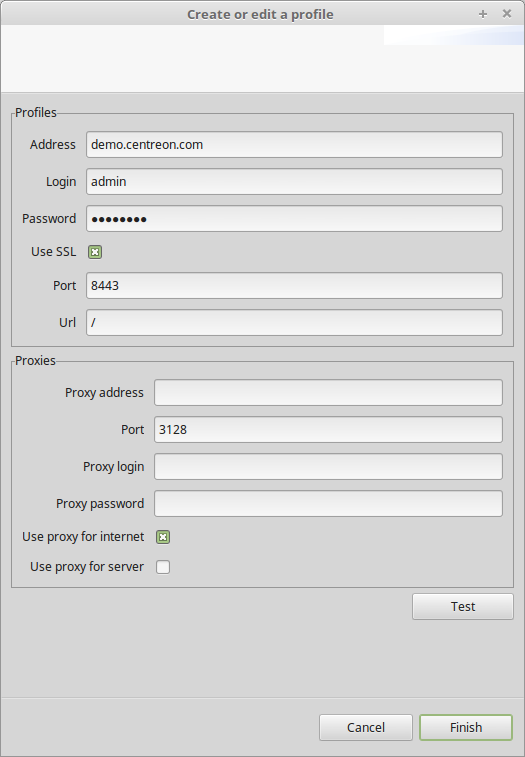 Create or edit a profile
Profiles
Address demo.centreon.com
Login admin
Password ●●●●●●●●
Use SSL
Port 8443
Url /
Proxies
Proxy address
Port 3128
Proxy login
Proxy password
Use proxy for internet
Use proxy for server
Test
Cancel Finish